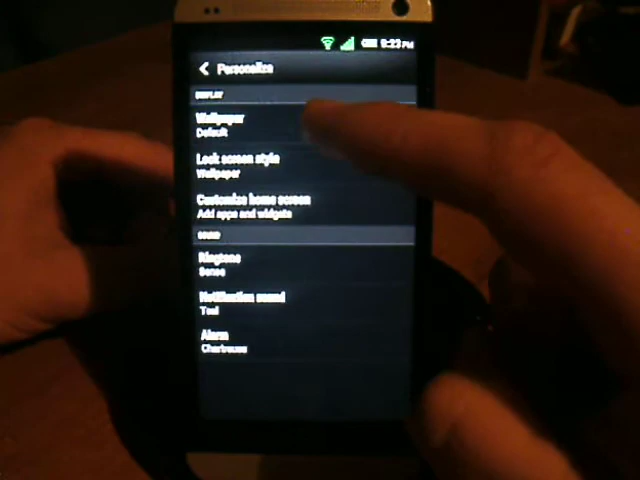 9:23 PM
Personalize
DISPLAY
Wallpaper
Default
Lock screen style
Wallpaper
Customize home screen
Add apps and widgets
SOUND
Ringtone
Sense
Notification sound
Alarm
Chartreuse